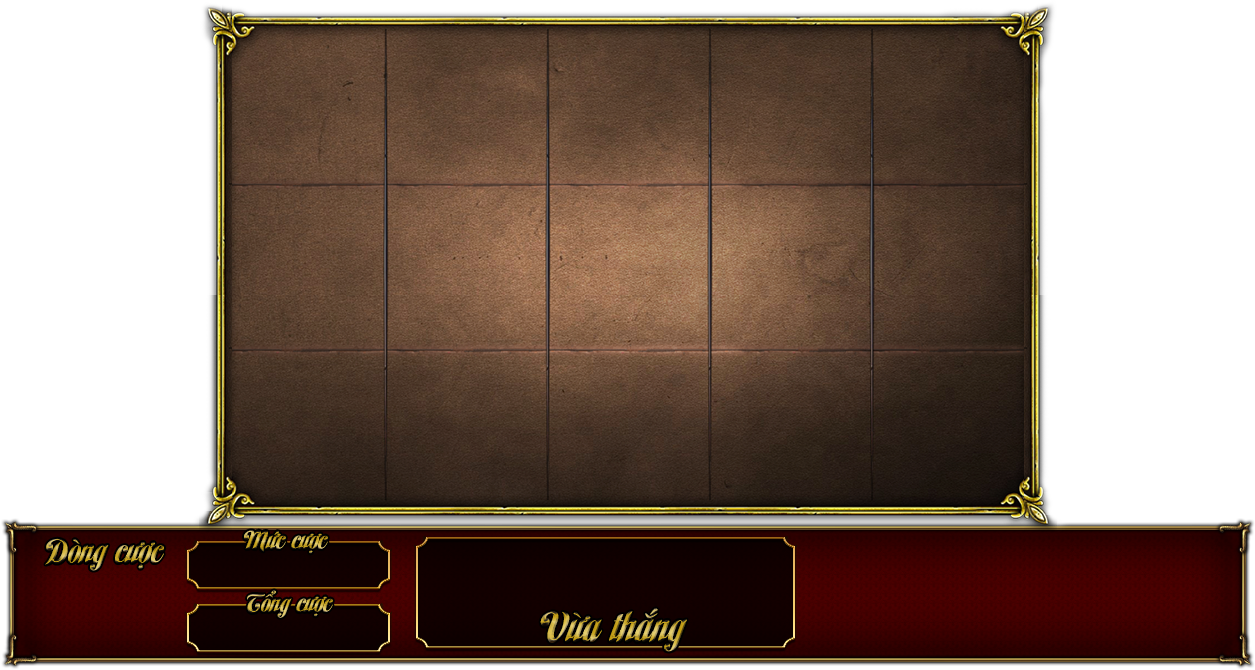 Dòng cược
Mức cược
Tổng cược
Vừa thắng